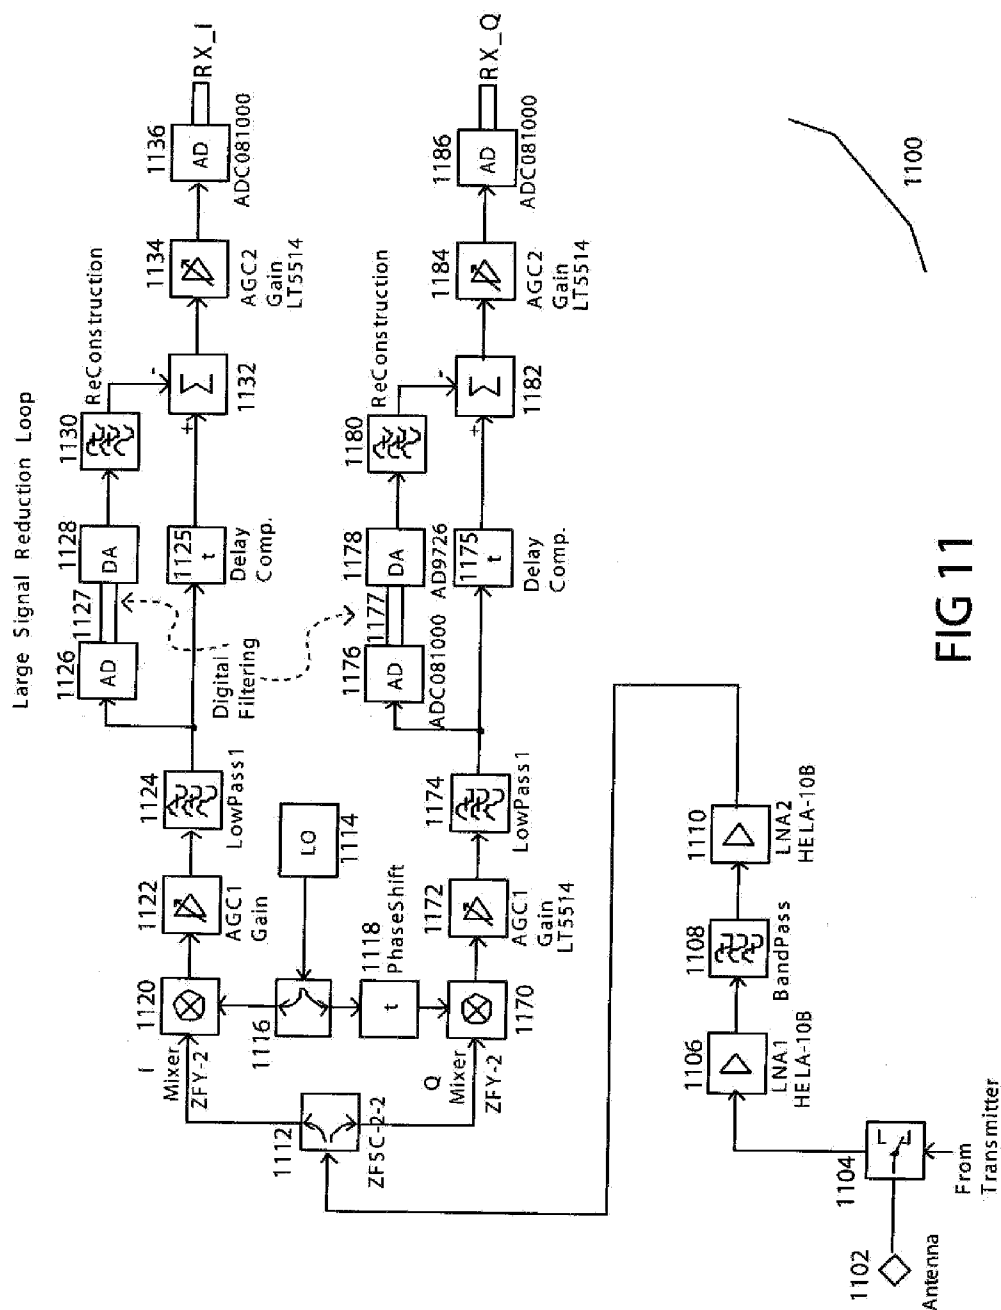 Large Signal Reduction Loop
1126
AD
1127
1128
DA
1130
ReConstruction
I
Mixer
ZFY-2
1120
1122
AGC1
Gain
1124
LowPass1
1125
t
Delay
Comp.
+
-
Σ
1132
1134
AGC2
Gain
LT5514
1136
AD
ADC081000
RX_I
Digital
Filtering
1112
ZFSC-2-2
1116
LO
1114
1118
PhaseShift
t
1176
AD
ADC081000
1177
1178
DA
AD9726
1180
ReConstruction
Q
Mixer
ZFY-2
1170
1172
AGC1
Gain
LT5514
1174
LowPass1
1175
t
Delay
Comp.
+
-
Σ
1182
1184
AGC2
Gain
LT5514
1186
AD
ADC081000
RX_Q
1102
Antenna
1104
From
Transmitter
1106
LNA1
HELA-10B
1108
BandPass
1110
LNA2
HELA-10B
1100
FIG 11